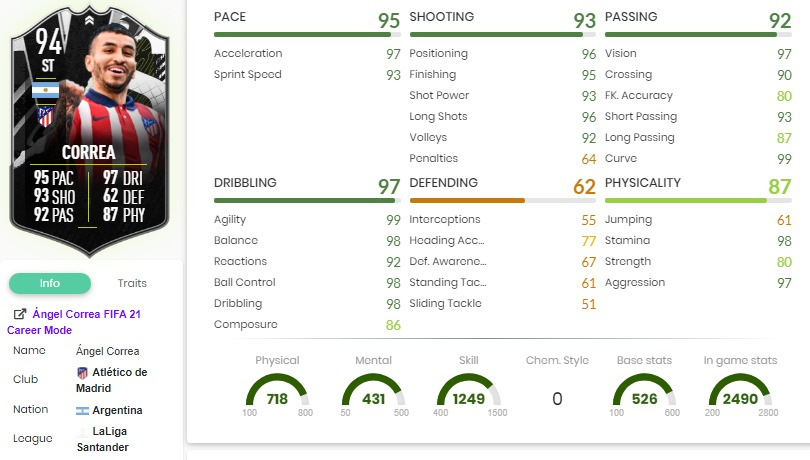 94
ST
CORREA
95 PAC 97 DRI
93 SHO 62 DEF
92 PAS 87 PHY
Info Traits
Ángel Correa FIFA 21
Career Mode
Name Ángel Correa
Club Atlético de
Madrid
Nation Argentina
League LaLiga
Santander
PACE 95
Acceleration 97
Sprint Speed 93
SHOOTING 93
Positioning 96
Finishing 95
Shot Power 93
Long Shots 96
Volleys 92
Penalties 64
PASSING 92
Vision 97
Crossing 90
FK. Accuracy 80
Short Passing 93
Long Passing 87
Curve 99
DRIBBLING 97
Agility 99
Balance 98
Reactions 92
Ball Control 98
Dribbling 98
Composure 86
DEFENDING 62
Interceptions 55
Heading Acc... 77
Def. Awarene... 67
Standing Tac... 61
Sliding Tackle 51
PHYSICALITY 87
Jumping 61
Stamina 98
Strength 80
Aggression 97
Physical Mental Skill Chem. Style Base stats In game stats
718 431 1249 0 526 2490
100 800 50 500 400 1500 100 600 200 2800